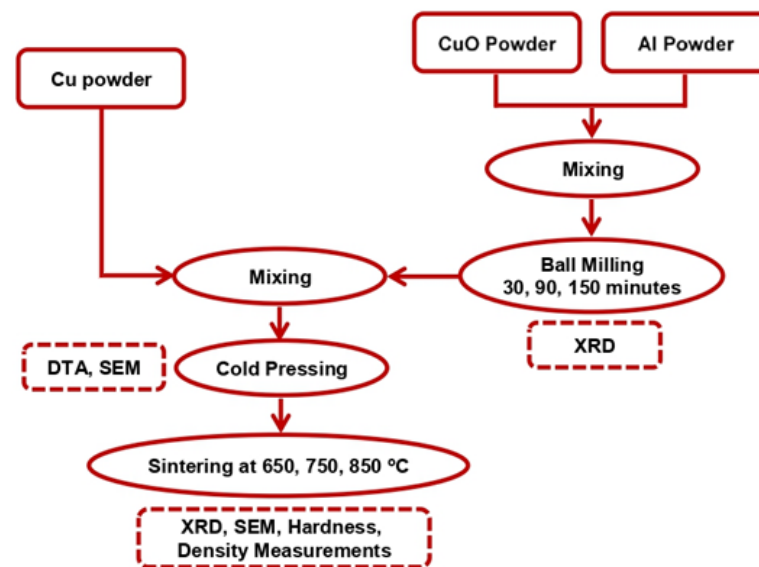 CuO Powder
Al Powder
Cu powder
Mixing
Ball Milling
30, 90, 150 minutes
Mixing
XRD
DTA, SEM
Cold Pressing
Sintering at 650, 750, 850 ºC
XRD, SEM, Hardness,
Density Measurements